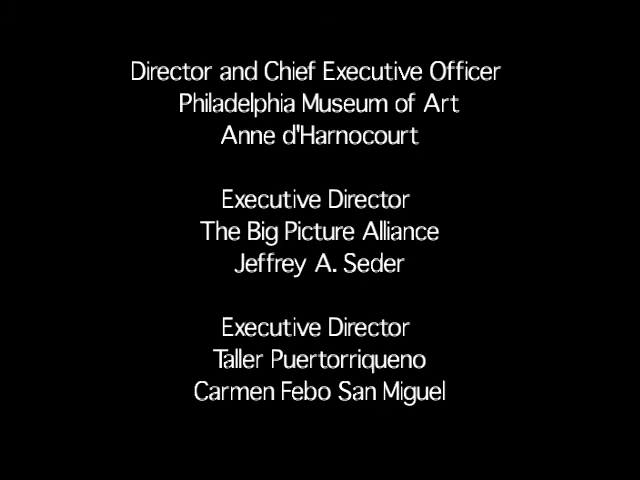 Director and Chief Executive Officer
Philadelphia Museum of Art
Anne d'Harnocourt
Executive Director
The Big Picture Alliance
Jeffrey A. Seder
Executive Director
Taller Puertorriqueno
Carmen Febo San Miguel